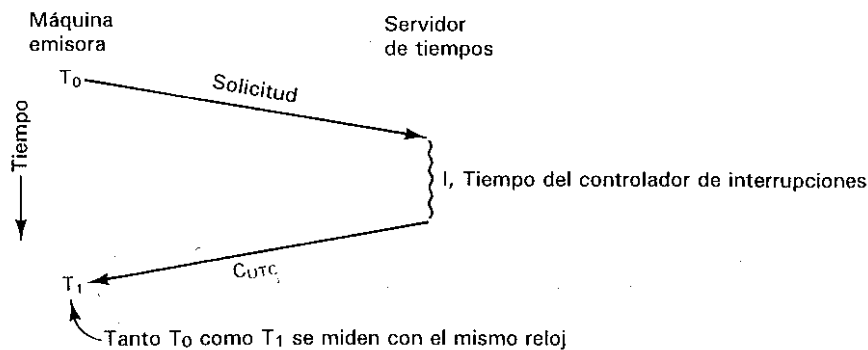 Máquina
emisora
Servidor
de tiempos
T0
Solicitud
Tiempo
I, Tiempo del controlador de interrupciones
CUTC
T1
Tanto T0 como T1 se miden con el mismo reloj